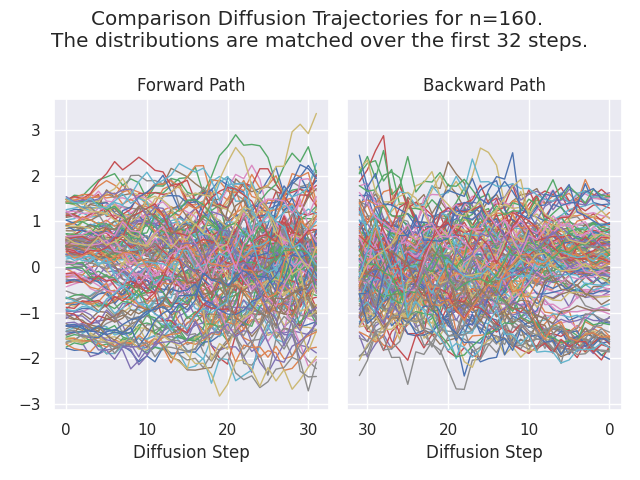 Comparison Diffusion Trajectories for n=160.
The distributions are matched over the first 32 steps.
Forward Path
Backward Path
3
2
1
0
−1
−2
−3
0 10 20 30
30 20 10 0
Diffusion Step
Diffusion Step